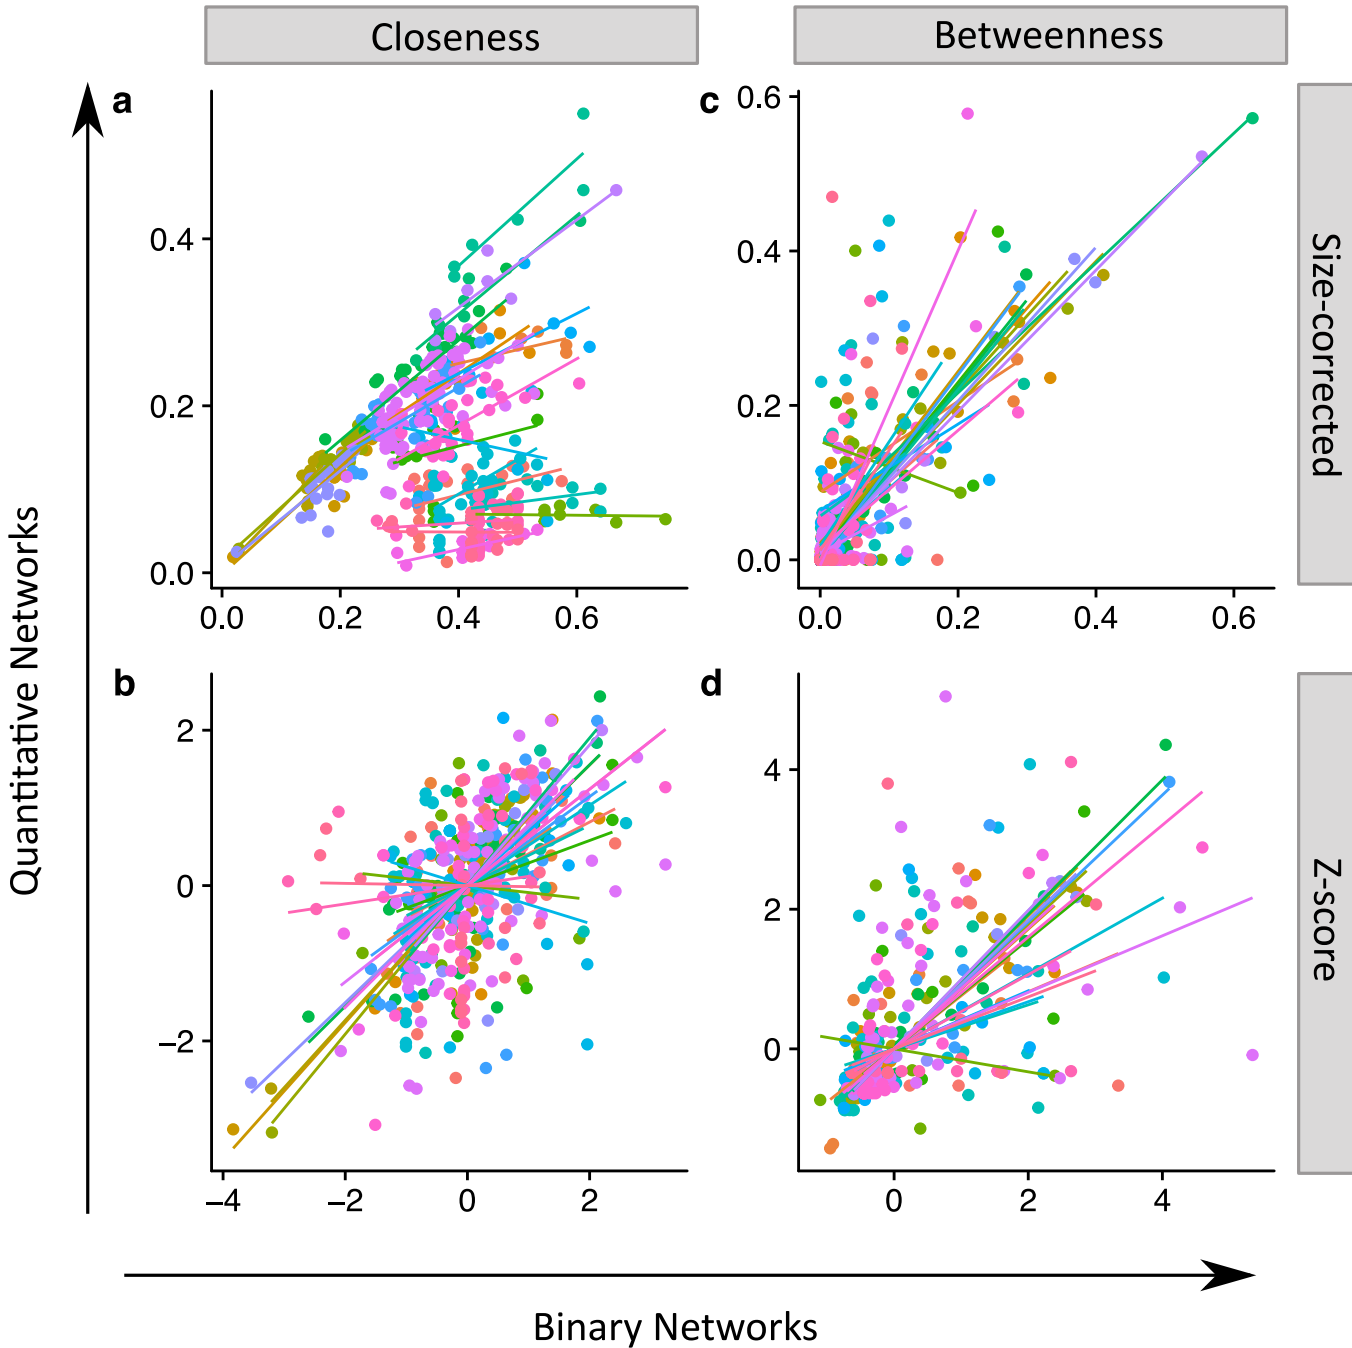 Closeness
Betweenness
a
c
0.6
0.4
0.4
0.2
0.2
0.0
0.0
0.0 0.2 0.4 0.6
0.0 0.2 0.4 0.6
Size-corrected
Quantitative Networks
b
d
2
4
0
2
−2
0
−4 −2 0 2
0 2 4
Z-score
Binary Networks